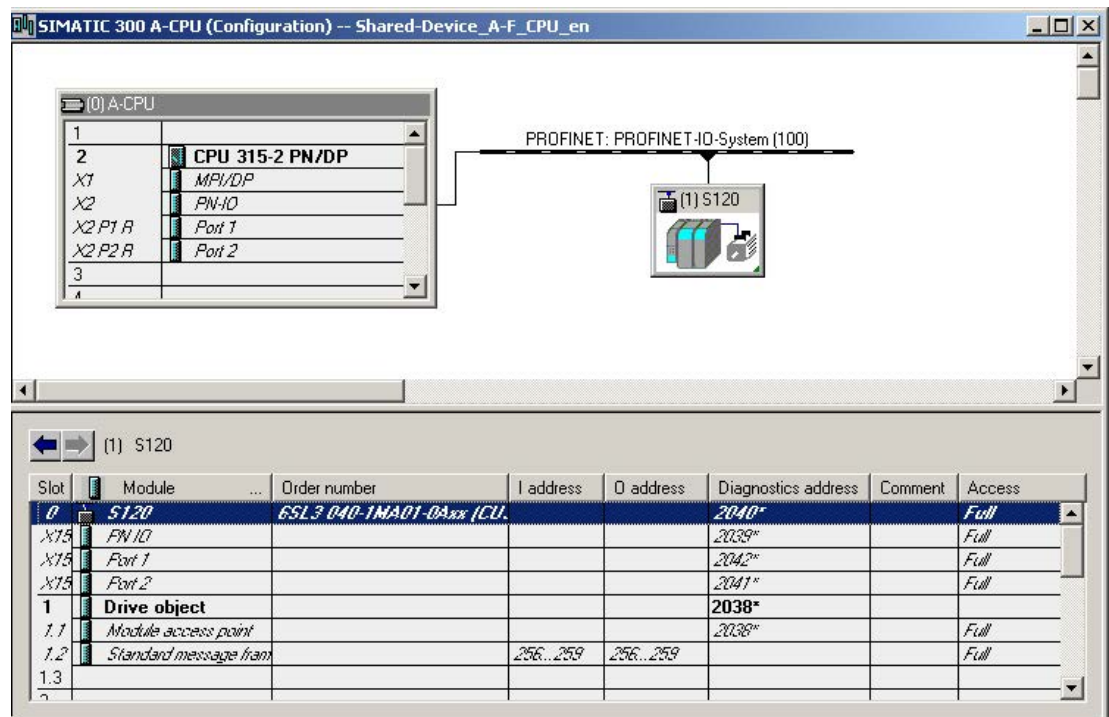 SIMATIC 300 A-CPU (Configuration) -- Shared-Device_A-F_CPU_en
(0) A-CPU
1
2 CPU 315-2 PN/DP
X1 MPI/DP
X2 PN-IO
X2 P1 R Port 1
X2 P2 R Port 2
3
4
PROFINET: PROFINET-IO-System (100)
(1) S120
(1) S120
Slot Module ... Order number I address O address Diagnostics address Comment Access
0 S120 6SL3 040-1MA01-0Axx (CU. 2040* Full
X15 PN IO 2039* Full
X15 Port 1 2042* Full
X15 Port 2 2041* Full
1 Drive object 2038*
1.1 Module access point 2038* Full
1.2 Standard message fram 256...259 256...259 Full
1.3